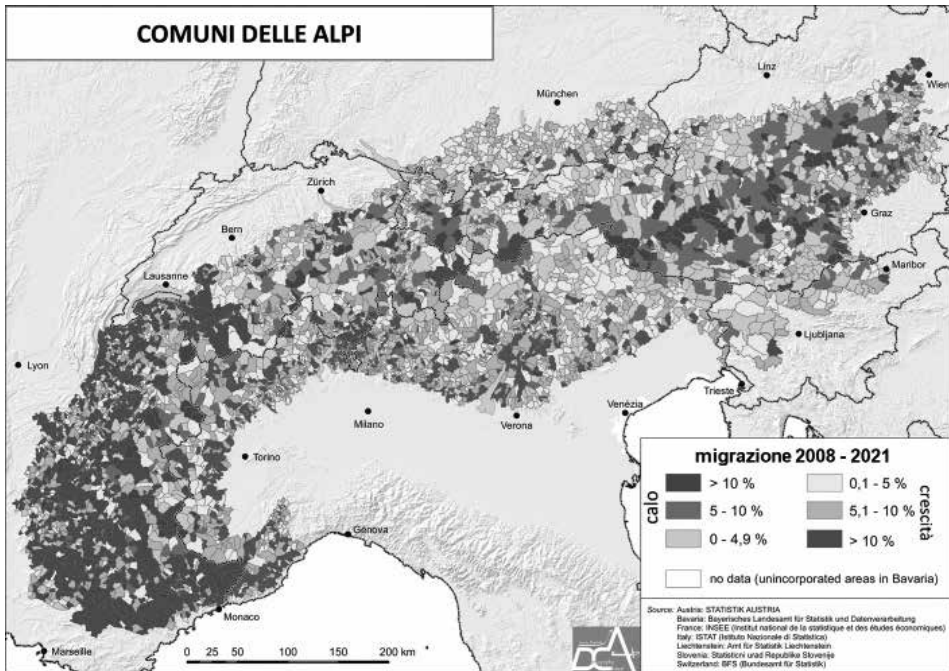 COMUNI DELLE ALPI
Linz
Wien
München
Zürich
Graz
Bern
Maribor
Lausanne
Ljubljana
Lyon
Trieste
Venézia
Milano
Verona
Torino
Génova
Monaco
Marseille
0 25 50 100 150 200 km
migrazione 2008 - 2021
calo
> 10 %
5 - 10 %
0 - 4,9 %
crescità
0,1 - 5 %
5,1 - 10 %
> 10 %
no data (unincorporated areas in Bavaria)
Source: Austria: STATISTIK AUSTRIA
Bavaria: Bayerisches Landesamt für Statistik und Datenverarbeitung
France: INSEE (Institut national de la statistique et des études économiques)
Italy: ISTAT (Istituto Nazionale di Statistica)
Liechtenstein: Amt für Statistik Liechtenstein
Slovenia: Statisticni urad Republike Slovenije
Switzerland: BFS (Bundesamt für Statistik)